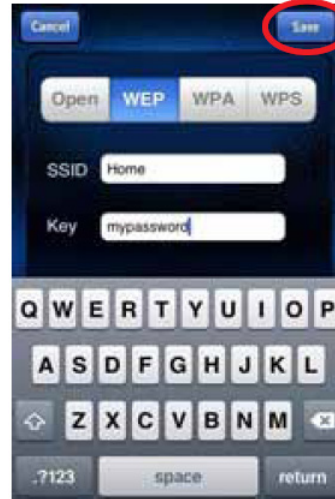 Cancel Save
Open WEP WPA WPS
SSID Home
Key mypassword
Q W E R T Y U I O P
A S D F G H J K L
Z X C V B N M
.?123 space return